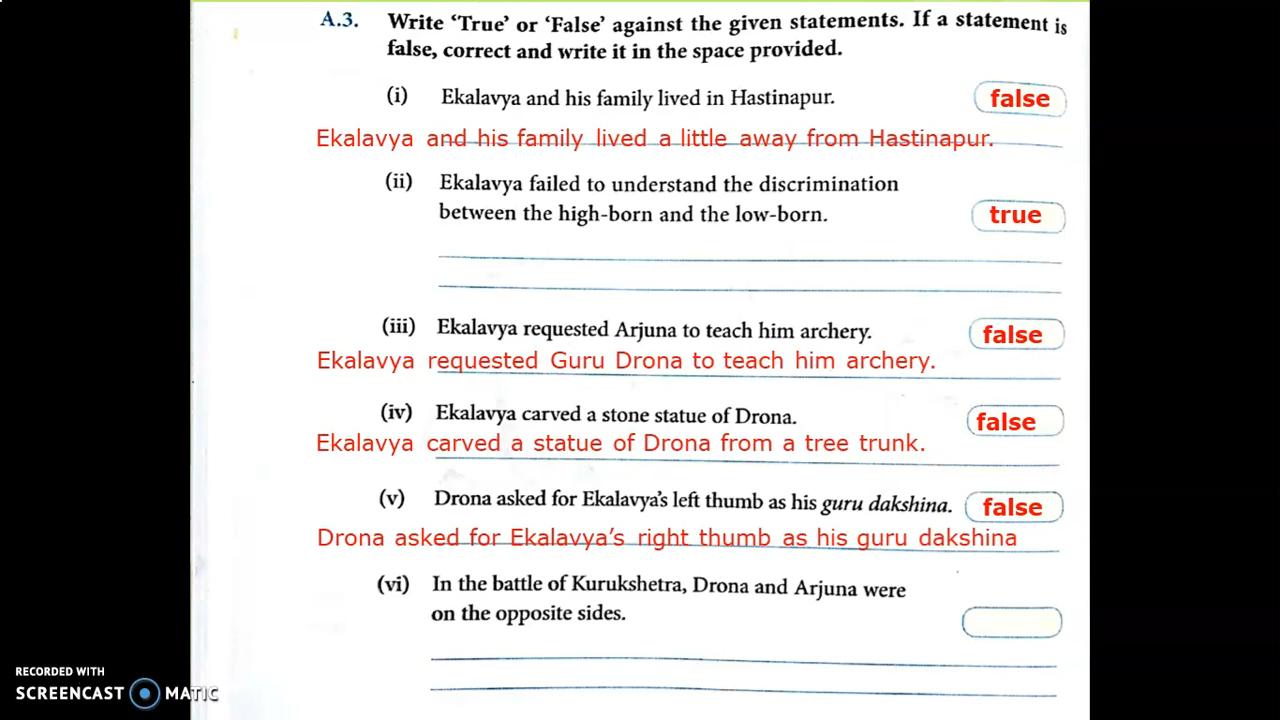 A.3. Write ‘True’ or ‘False’ against the given statements. If a statement is
false, correct and write it in the space provided.
(i) Ekalavya and his family lived in Hastinapur. false
Ekalavya and his family lived a little away from Hastinapur.
(ii) Ekalavya failed to understand the discrimination
between the high-born and the low-born. true
(iii) Ekalavya requested Arjuna to teach him archery. false
Ekalavya requested Guru Drona to teach him archery.
(iv) Ekalavya carved a stone statue of Drona. false
Ekalavya carved a statue of Drona from a tree trunk.
(v) Drona asked for Ekalavya’s left thumb as his guru dakshina. false
Drona asked for Ekalavya’s right thumb as his guru dakshina
(vi) In the battle of Kurukshetra, Drona and Arjuna were
on the opposite sides.
RECORDED WITH
SCREENCAST MATIC